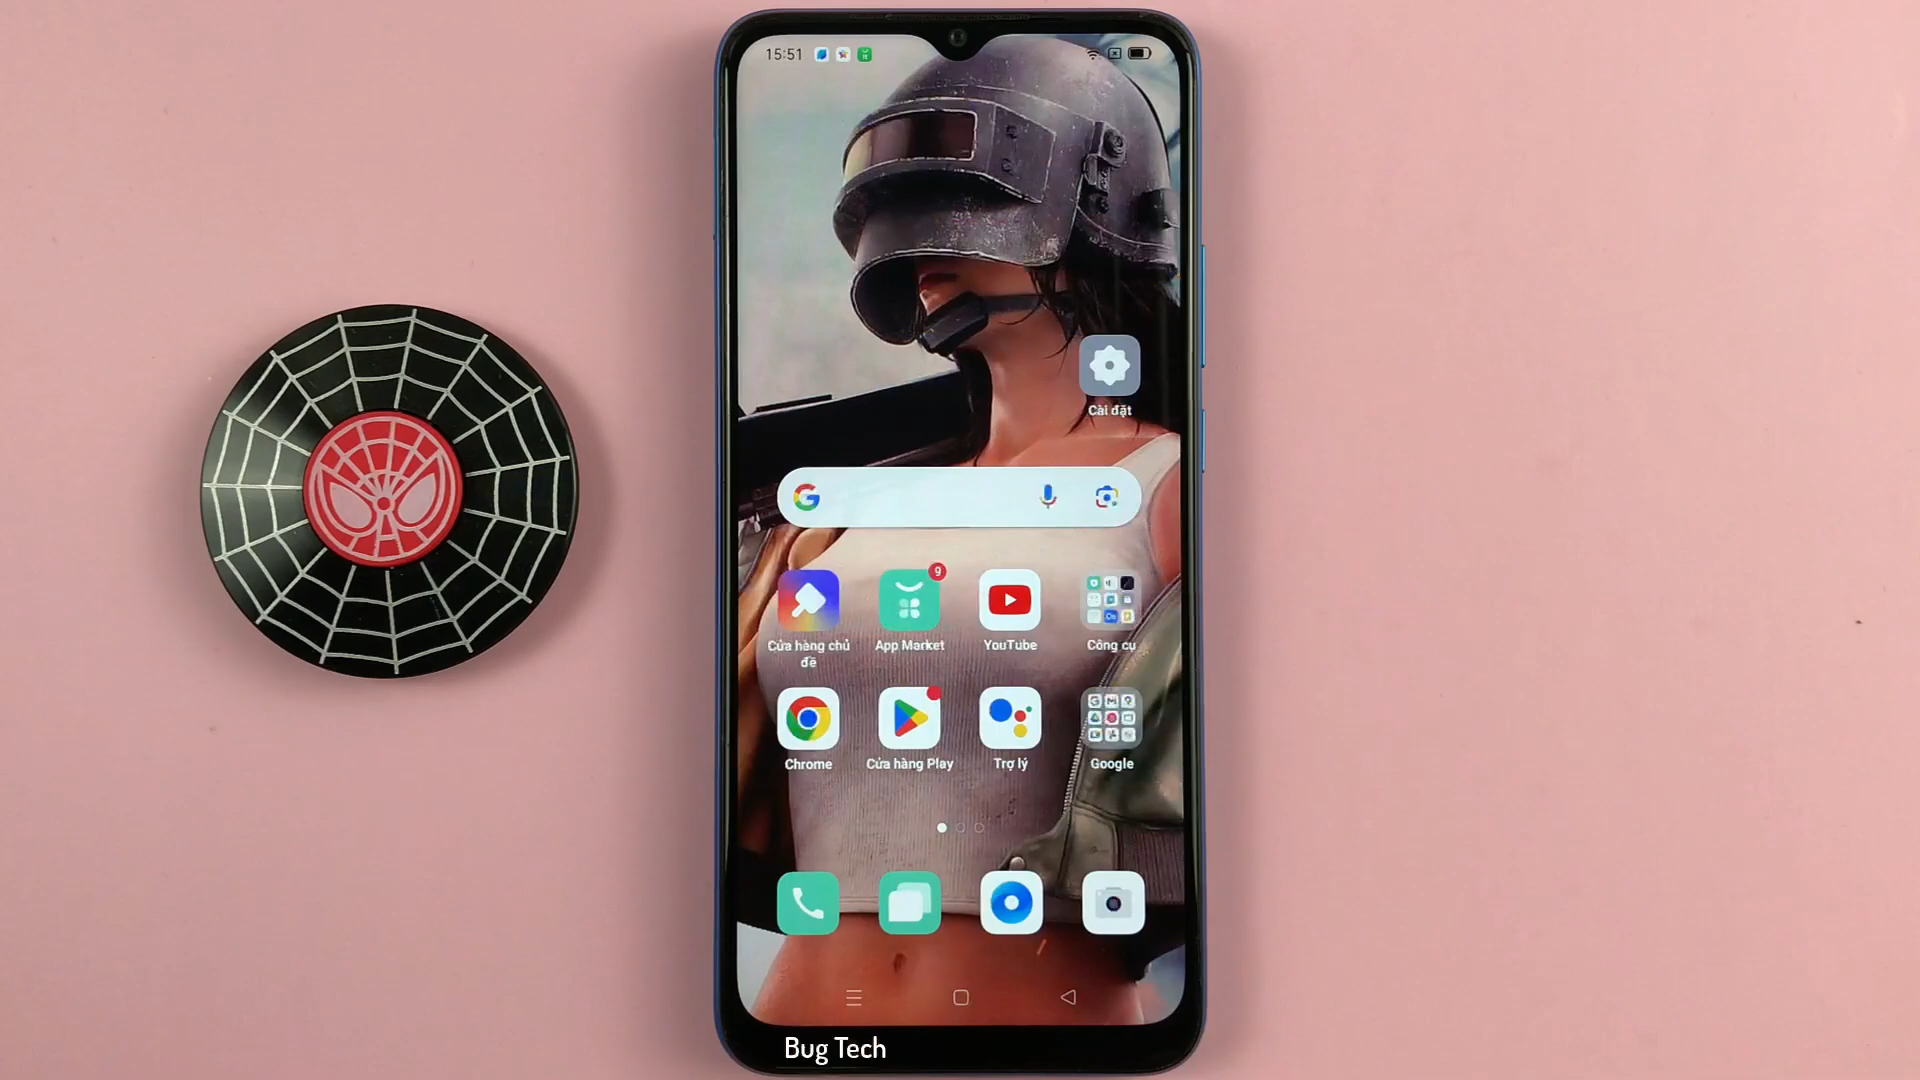 15:51
Cài đặt
9
Cửa hàng chủ đề
App Market
YouTube
Công cụ
Chrome
Cửa hàng Play
Trợ lý
Google
Bug Tech